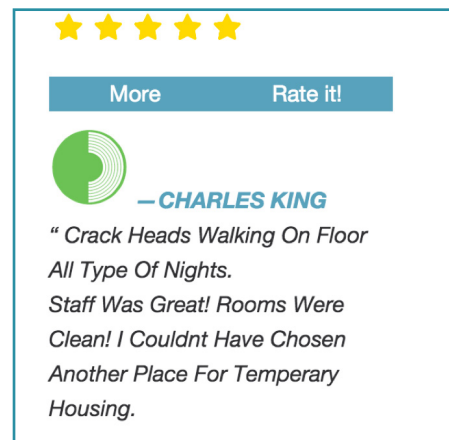 More Rate it!
—CHARLES KING
“ Crack Heads Walking On Floor
All Type Of Nights.
Staff Was Great! Rooms Were
Clean! I Couldnt Have Chosen
Another Place For Temperary
Housing.